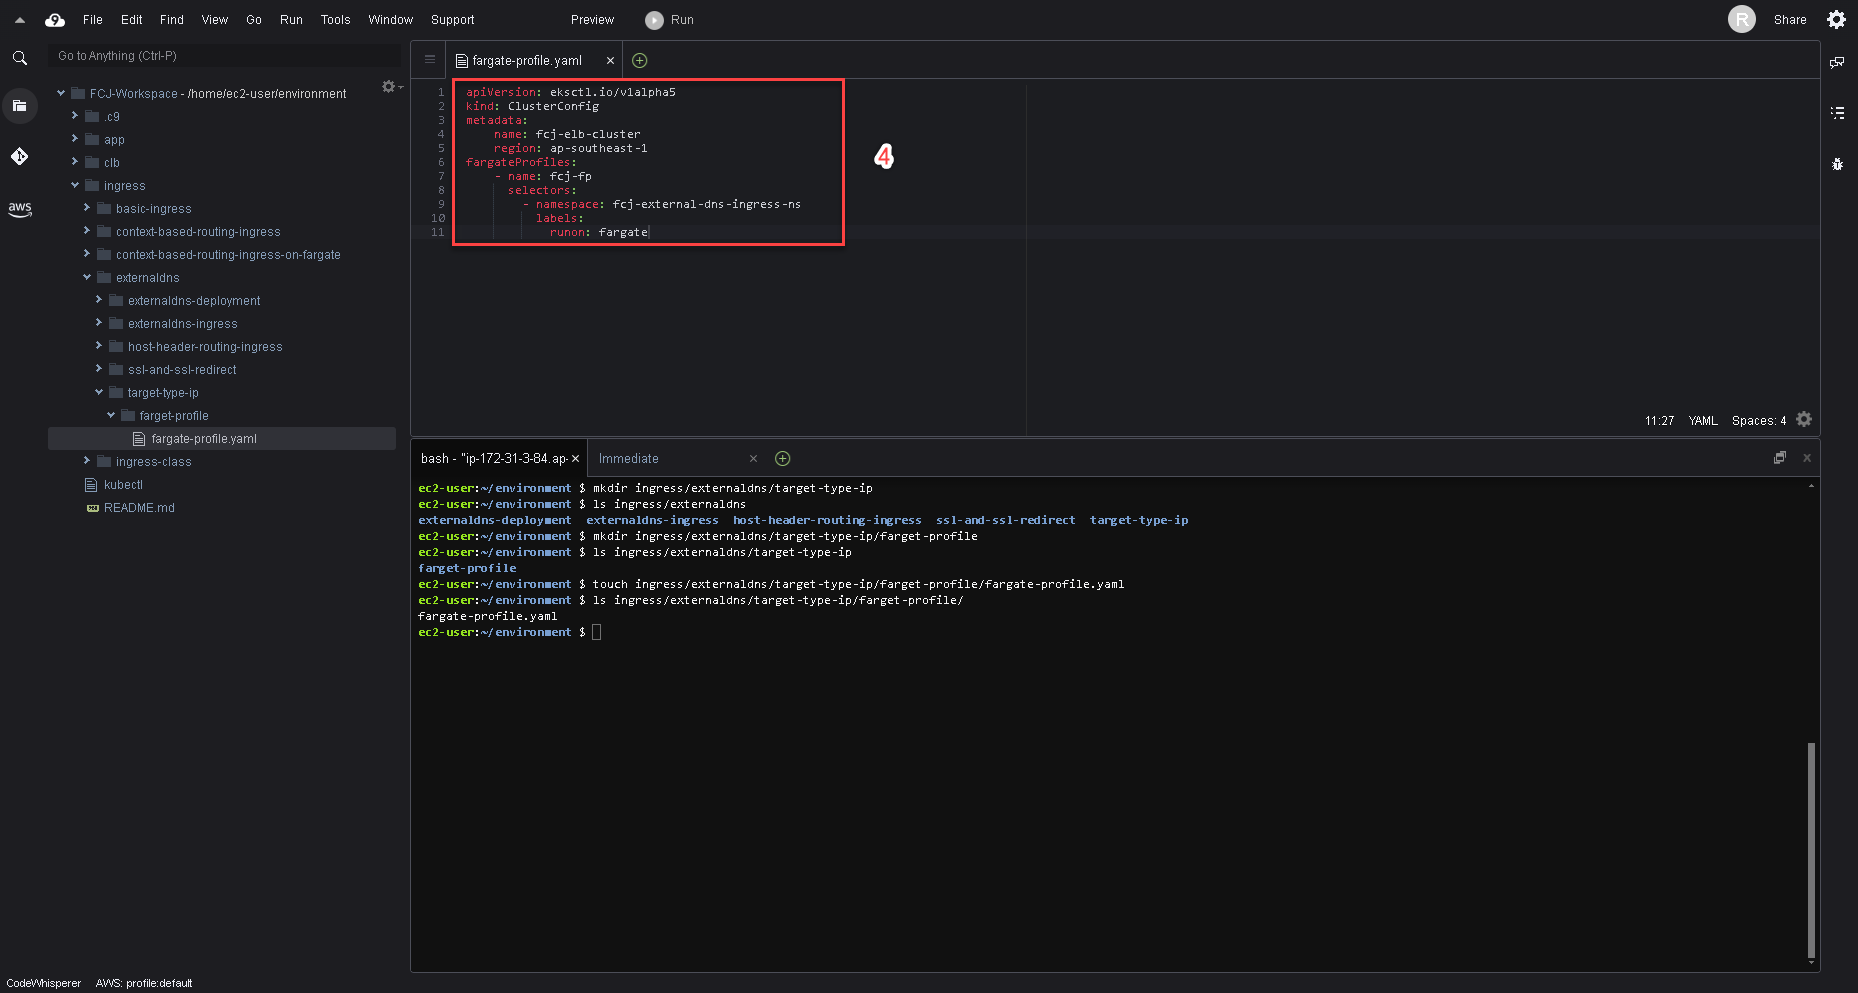 File Edit Find View Go Run Tools Window Support Preview Run R Share
Go to Anything (Ctrl-P)
FCJ-Workspace - /home/ec2-user/environment
.c9
app
clb
ingress
basic-ingress
context-based-routing-ingress
context-based-routing-ingress-on-fargate
externaldns
externaldns-deployment
externaldns-ingress
host-header-routing-ingress
ssl-and-ssl-redirect
target-type-ip
farget-profile
fargate-profile.yaml
ingress-class
kubectl
README.md
aws
fargate-profile.yaml
1 apiVersion: eksctl.io/v1alpha5
2 kind: ClusterConfig
3 metadata:
4 name: fcj-elb-cluster
5 region: ap-southeast-1
6 fargateProfiles:
7 - name: fcj-fp
8 selectors:
9 - namespace: fcj-external-dns-ingress-ns
10 labels:
11 runon: fargate
4
11:27 YAML Spaces: 4
bash - "ip-172-31-3-84.ap- Immediate
ec2-user:~/environment $ mkdir ingress/externaldns/target-type-ip
ec2-user:~/environment $ ls ingress/externaldns
externaldns-deployment externaldns-ingress host-header-routing-ingress ssl-and-ssl-redirect target-type-ip
ec2-user:~/environment $ mkdir ingress/externaldns/target-type-ip/farget-profile
ec2-user:~/environment $ ls ingress/externaldns/target-type-ip
farget-profile
ec2-user:~/environment $ touch ingress/externaldns/target-type-ip/farget-profile/fargate-profile.yaml
ec2-user:~/environment $ ls ingress/externaldns/target-type-ip/farget-profile/
fargate-profile.yaml
ec2-user:~/environment $
CodeWhisperer AWS: profile:default